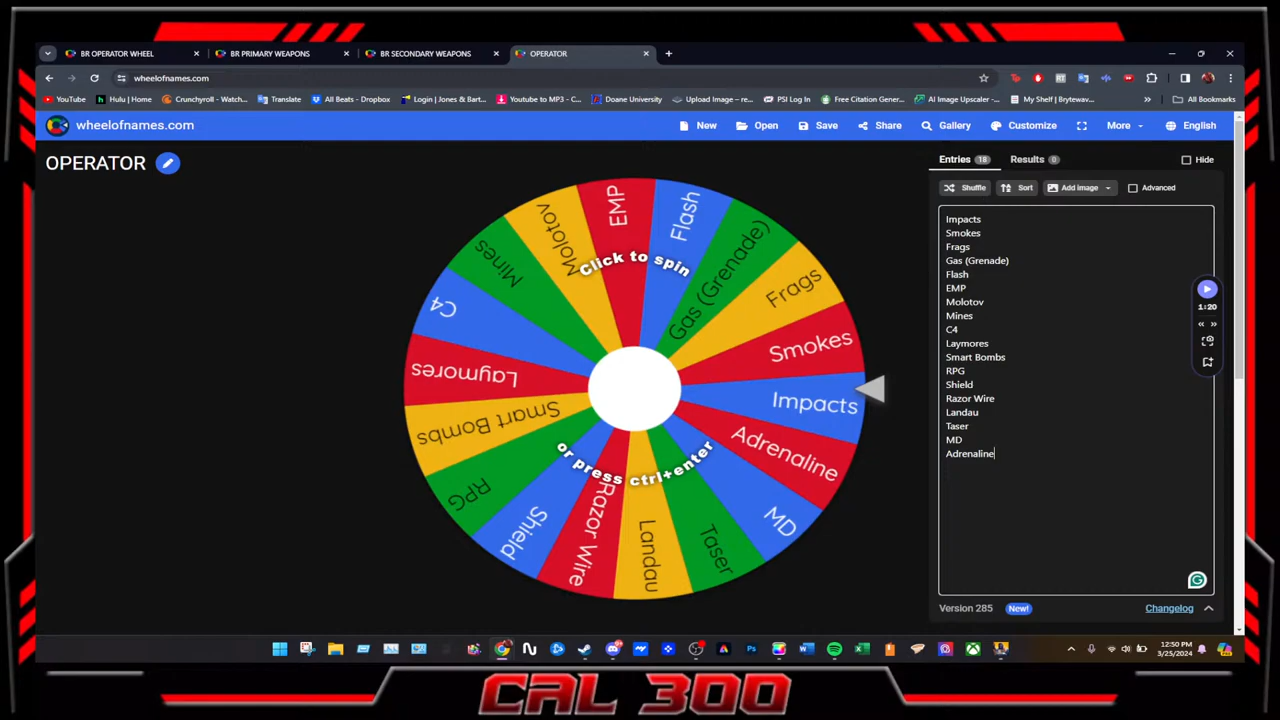 BR OPERATOR WHEEL
BR PRIMARY WEAPONS
BR SECONDARY WEAPONS
OPERATOR
wheelofnames.com
YouTube
Hulu | Home
Crunchyroll - Watch...
Translate
All Beats - Dropbox
Login | Jones & Bart...
Youtube to MP3 - C...
Doane University
Upload Image – re...
PSI Log In
Free Citation Gener...
AI Image Upscaler -...
My Shelf | Brytewav...
All Bookmarks
wheelofnames.com
New
Open
Save
Share
Gallery
Customize
More
English
OPERATOR
Entries 18
Results 0
Hide
Shuffle
Sort
Add image
Advanced
EMP
Flash
Gas (Grenade)
Frags
Smokes
Impacts
Adrenaline
MD
Taser
Landau
Razor Wire
Shield
RPG
Smart Bombs
Laymores
C4
Mines
Molotov
Click to spin
or press ctrl+enter
Impacts
Smokes
Frags
Gas (Grenade)
Flash
EMP
Molotov
Mines
C4
Laymores
Smart Bombs
RPG
Shield
Razor Wire
Landau
Taser
MD
Adrenaline
1:20
Version 285
New!
Changelog
12:50 PM
3/25/2024
CAL 300